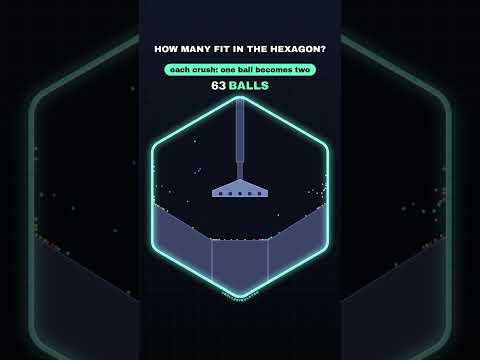 HOW MANY FIT IN THE HEXAGON?
each crush: one ball becomes two
63 BALLS